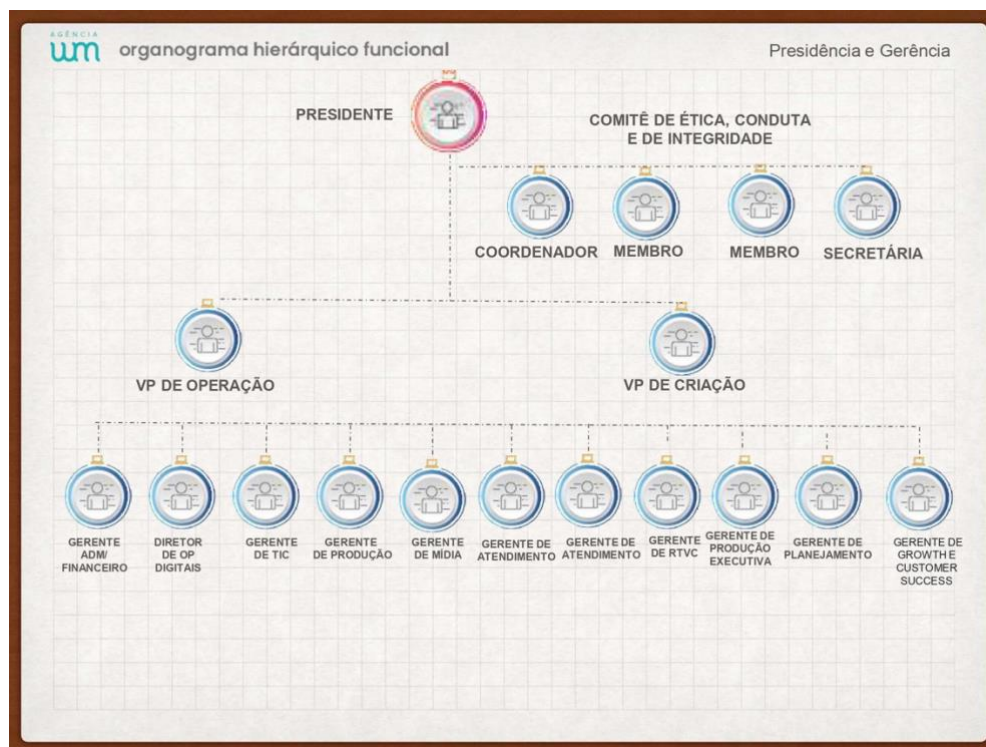 AGÊNCIA
um
organograma hierárquico funcional
Presidência e Gerência
PRESIDENTE
COMITÊ DE ÉTICA, CONDUTA
E DE INTEGRIDADE
COORDENADOR
MEMBRO
MEMBRO
SECRETÁRIA
VP DE OPERAÇÃO
VP DE CRIAÇÃO
GERENTE
ADM/
FINANCEIRO
DIRETOR
DE OP
DIGITAIS
GERENTE
DE TIC
GERENTE
DE PRODUÇÃO
GERENTE
DE MÍDIA
GERENTE DE
ATENDIMENTO
GERENTE DE
ATENDIMENTO
GERENTE
DE RTVC
GERENTE DE
PRODUÇÃO
EXECUTIVA
GERENTE DE
PLANEJAMENTO
GERENTE DE
GROWTH E
CUSTOMER
SUCCESS